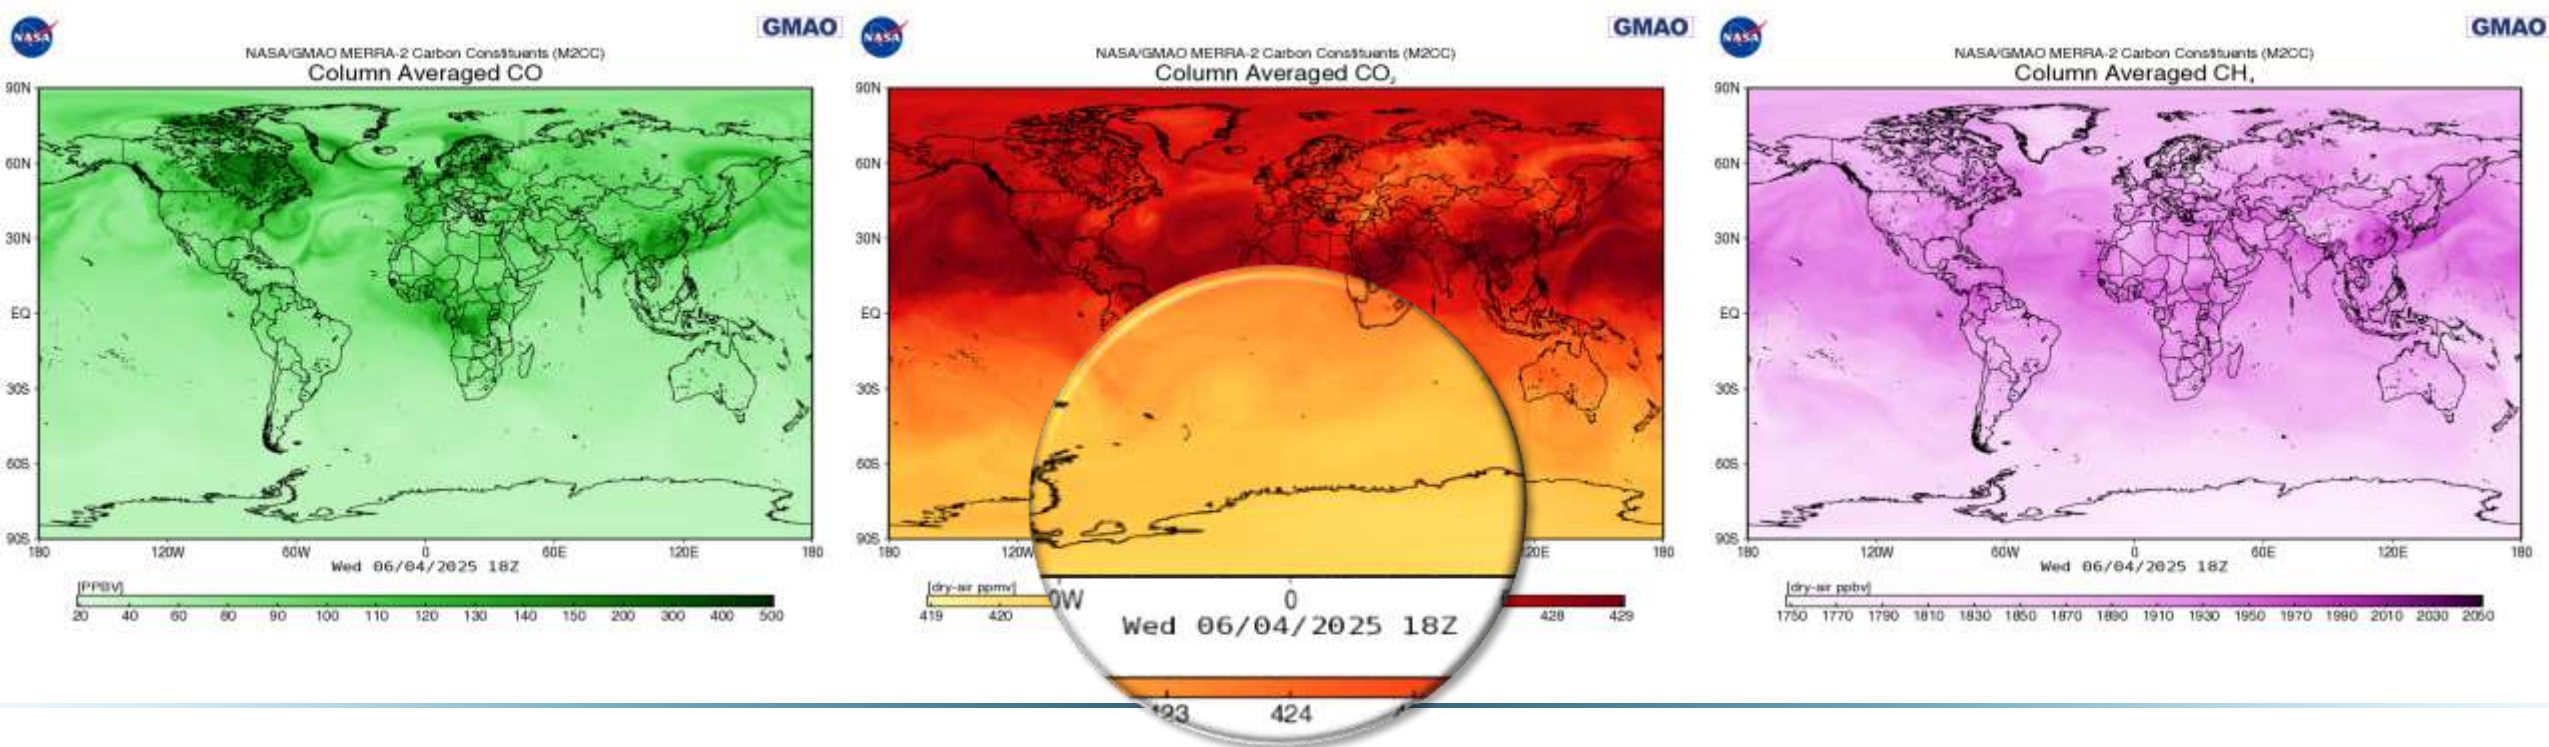 NASA
GMAO
NASA/GMAO MERRA-2 Carbon Constituents (M2CC)
Column Averaged CO
90N
60N
30N
EQ
30S
60S
90S
180 120W 60W 0 60E 120E 180
Wed 06/04/2025 18Z
[PPBV]
20 40 60 80 90 100 110 120 130 140 150 200 300 400 500
NASA
GMAO
NASA/GMAO MERRA-2 Carbon Constituents (M2CC)
Column Averaged CO₂
90N
60N
30N
EQ
30S
60S
90S
180 120W 20E 180
[dry-air ppmv]
419 420 428 429
0W 0
Wed 06/04/2025 18Z
423 424
NASA
GMAO
NASA/GMAO MERRA-2 Carbon Constituents (M2CC)
Column Averaged CH₄
90N
60N
30N
EQ
30S
60S
90S
180 120W 60W 0 60E 120E 180
Wed 06/04/2025 18Z
[dry-air ppbv]
1750 1770 1790 1810 1830 1850 1870 1890 1910 1930 1950 1970 1990 2010 2030 2050